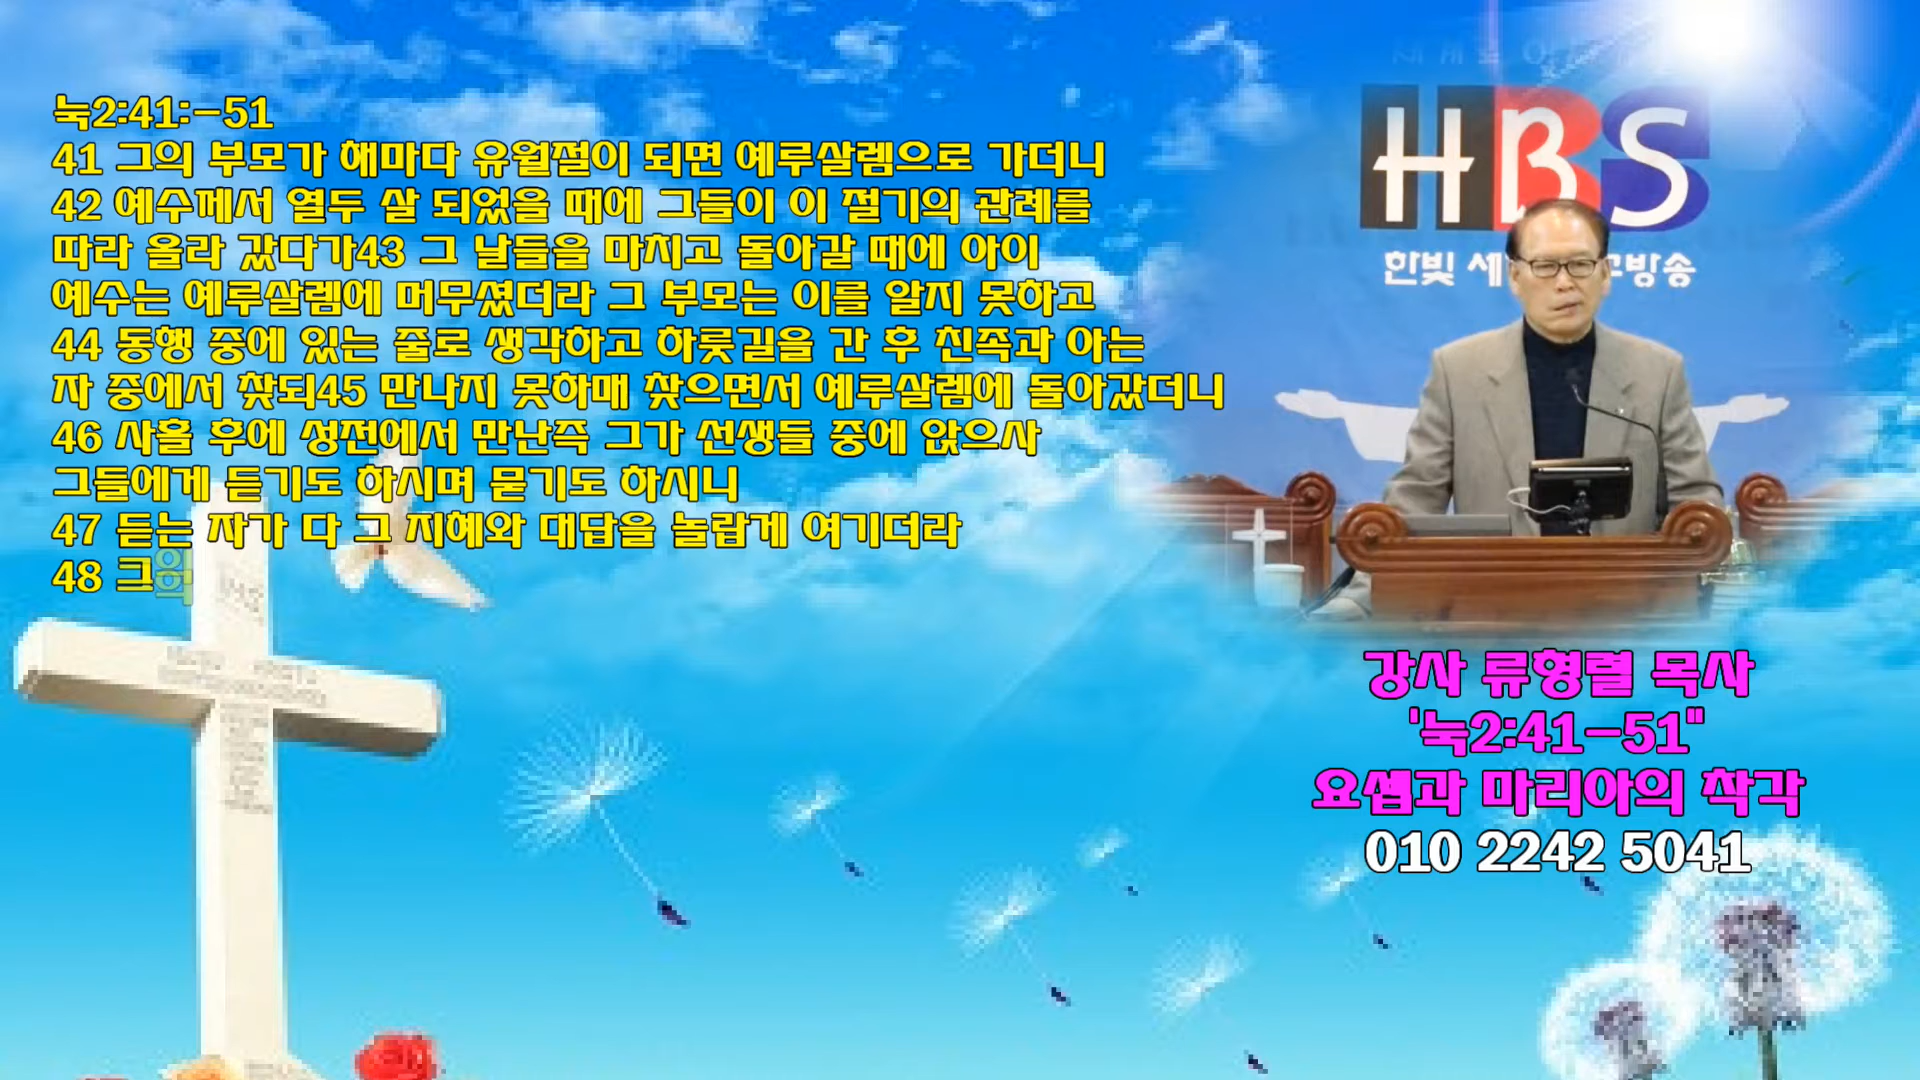 눅2:41:-51
41 그의 부모가 해마다 유월절이 되면 예루살렘으로 가더니
42 예수께서 열두 살 되었을 때에 그들이 이 절기의 관례를
따라 올라 갔다가43 그 날들을 마치고 돌아갈 때에 아이
예수는 예루살렘에 머무셨더라 그 부모는 이를 알지 못하고
44 동행 중에 있는 줄로 생각하고 하룻길을 간 후 친족과 아는
자 중에서 찾되45 만나지 못하매 찾으면서 예루살렘에 돌아갔더니
46 사흘 후에 성전에서 만난즉 그가 선생들 중에 앉으사
그들에게 듣기도 하시며 묻기도 하시니
47 듣는 자가 다 그 지혜와 대답을 놀랍게 여기더라
48 그의
HBS
한빛 세 방송
강사 류형렬 목사
'눅2:41-51"
요셉과 마리아의 착각
010 2242 5041